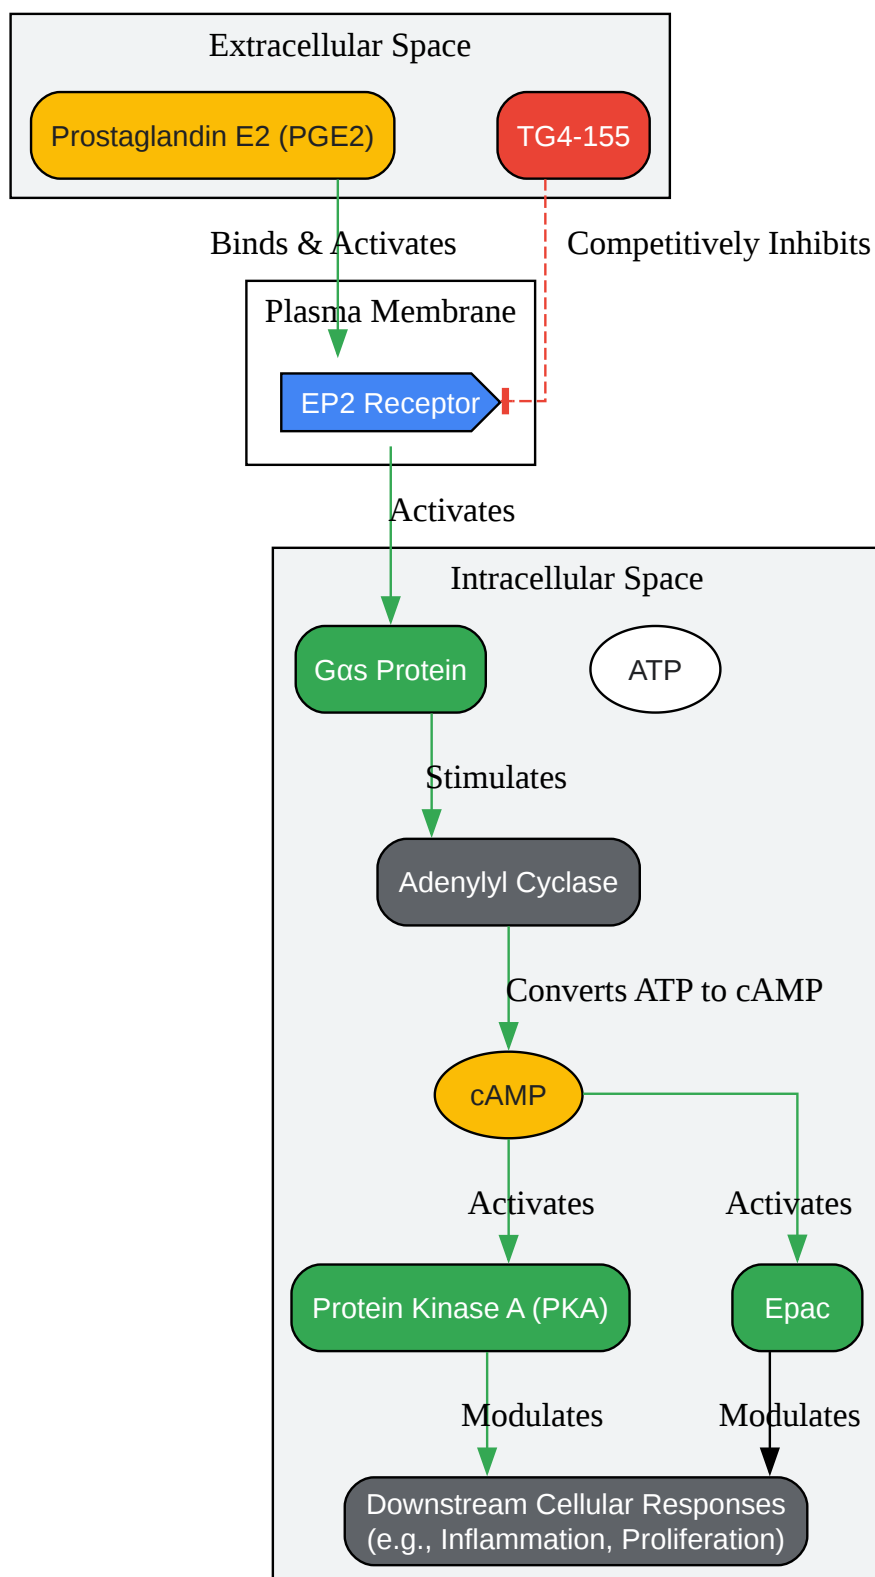 Extracellular Space
Prostaglandin E2 (PGE2)
TG4-155
Binds & Activates
Competitively Inhibits
Plasma Membrane
EP2 Receptor
Activates
Intracellular Space
Gαs Protein
ATP
Stimulates
Adenylyl Cyclase
Converts ATP to cAMP
cAMP
Activates
Activates
Protein Kinase A (PKA)
Epac
Modulates
Modulates
Downstream Cellular Responses
(e.g., Inflammation, Proliferation)